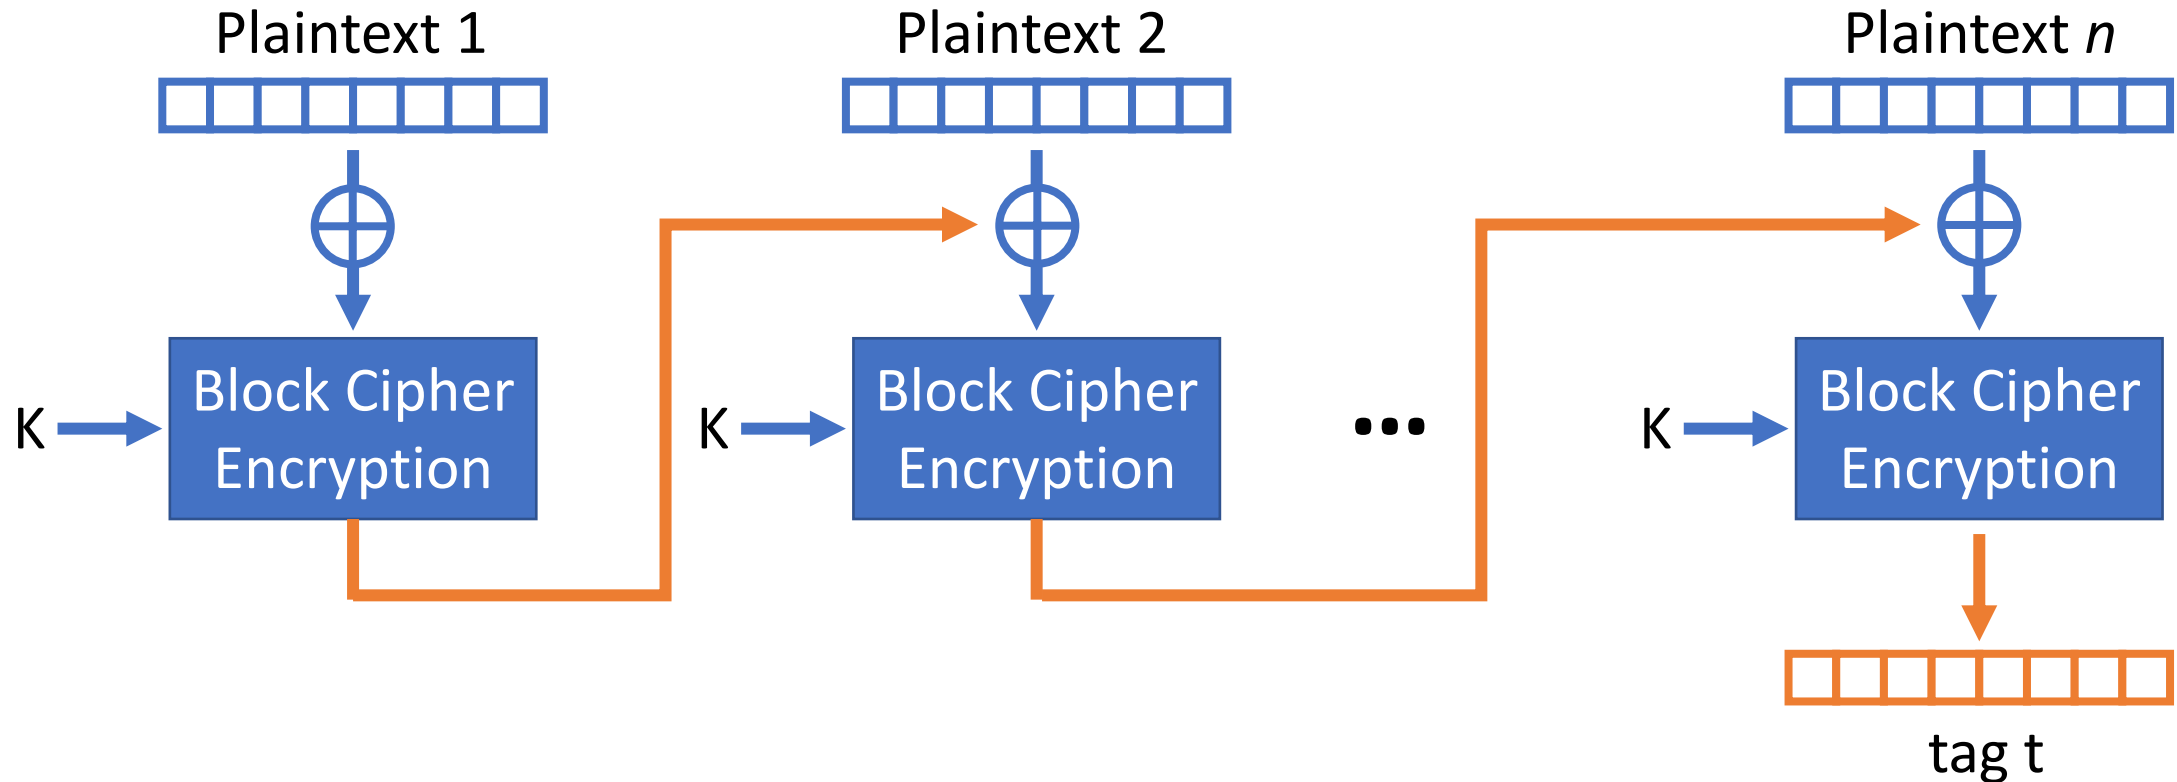 Plaintext 1
Plaintext 2
Plaintext n
K
Block Cipher
Encryption
K
Block Cipher
Encryption
...
K
Block Cipher
Encryption
tag t